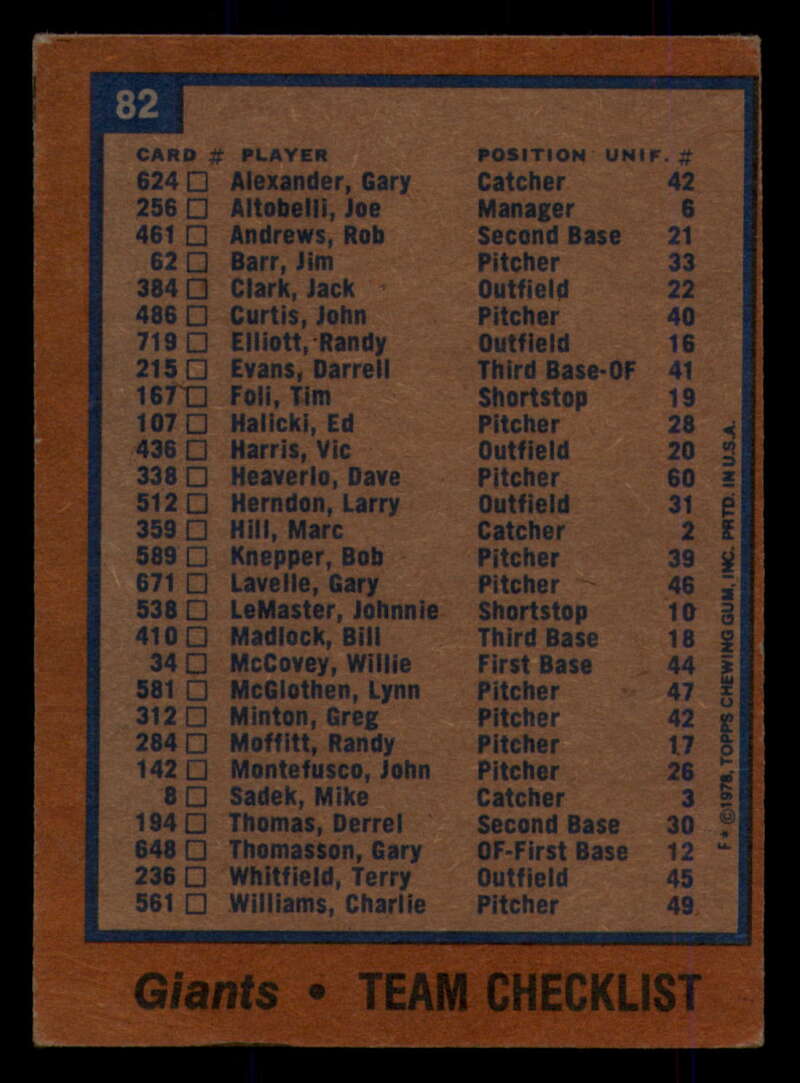 82
CARD # PLAYER POSITION UNIF. #
624 □ Alexander, Gary Catcher 42
256 □ Altobelli, Joe Manager 6
461 □ Andrews, Rob Second Base 21
62 □ Barr, Jim Pitcher 33
384 □ Clark, Jack Outfield 22
486 □ Curtis, John Pitcher 40
719 □ Elliott, Randy Outfield 16
215 □ Evans, Darrell Third Base-OF 41
167 □ Foli, Tim Shortstop 19
107 □ Halicki, Ed Pitcher 28
436 □ Harris, Vic Outfield 20
338 □ Heaverlo, Dave Pitcher 60
512 □ Herndon, Larry Outfield 31
359 □ Hill, Marc Catcher 2
589 □ Knepper, Bob Pitcher 39
671 □ Lavelle, Gary Pitcher 46
538 □ LeMaster, Johnnie Shortstop 10
410 □ Madlock, Bill Third Base 18
34 □ McCovey, Willie First Base 44
581 □ McGlothen, Lynn Pitcher 47
312 □ Minton, Greg Pitcher 42
284 □ Moffitt, Randy Pitcher 17
142 □ Montefusco, John Pitcher 26
8 □ Sadek, Mike Catcher 3
194 □ Thomas, Derrel Second Base 30
648 □ Thomasson, Gary OF-First Base 12
236 □ Whitfield, Terry Outfield 45
561 □ Williams, Charlie Pitcher 49
F* ©1978, TOPPS CHEWING GUM, INC. PRTD. IN U.S.A.
Giants • TEAM CHECKLIST